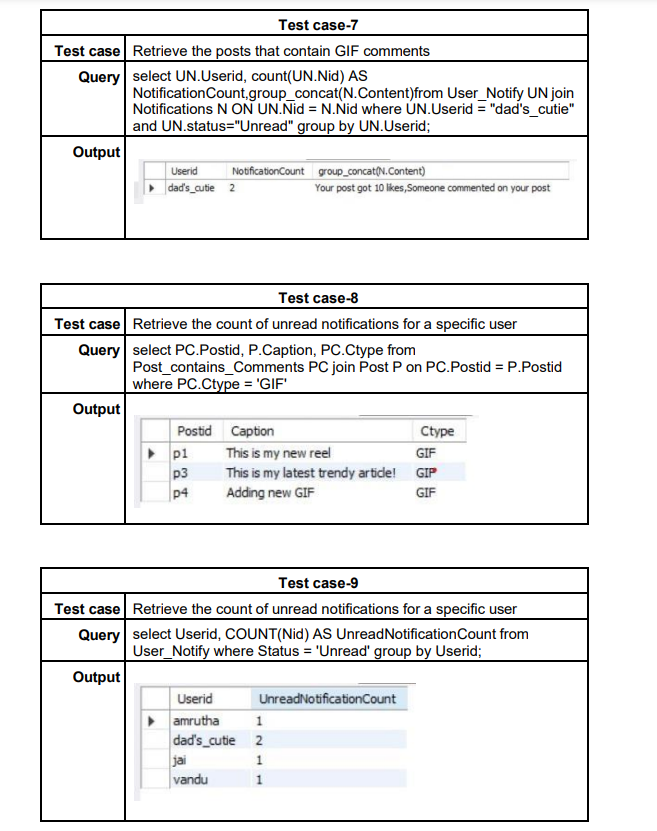 Test case-7
Test case Retrieve the posts that contain GIF comments
Query select UN.Userid, count(UN.Nid) AS
NotificationCount,group_concat(N.Content)from User_Notify UN join
Notifications N ON UN.Nid = N.Nid where UN.Userid = "dad's_cutie"
and UN.status="Unread" group by UN.Userid;
Output
Userid NotificationCount group_concat(N.Content)
dad's_cutie 2 Your post got 10 likes,Someone commented on your post
Test case-8
Test case Retrieve the count of unread notifications for a specific user
Query select PC.Postid, P.Caption, PC.Ctype from
Post_contains_Comments PC join Post P on PC.Postid = P.Postid
where PC.Ctype = 'GIF'
Output
Postid Caption Ctype
p1 This is my new reel GIF
p3 This is my latest trendy article! GIF
p4 Adding new GIF GIF
Test case-9
Test case Retrieve the count of unread notifications for a specific user
Query select Userid, COUNT(Nid) AS UnreadNotificationCount from
User_Notify where Status = 'Unread' group by Userid;
Output
Userid UnreadNotificationCount
amrutha 1
dad's_cutie 2
jai 1
vandu 1